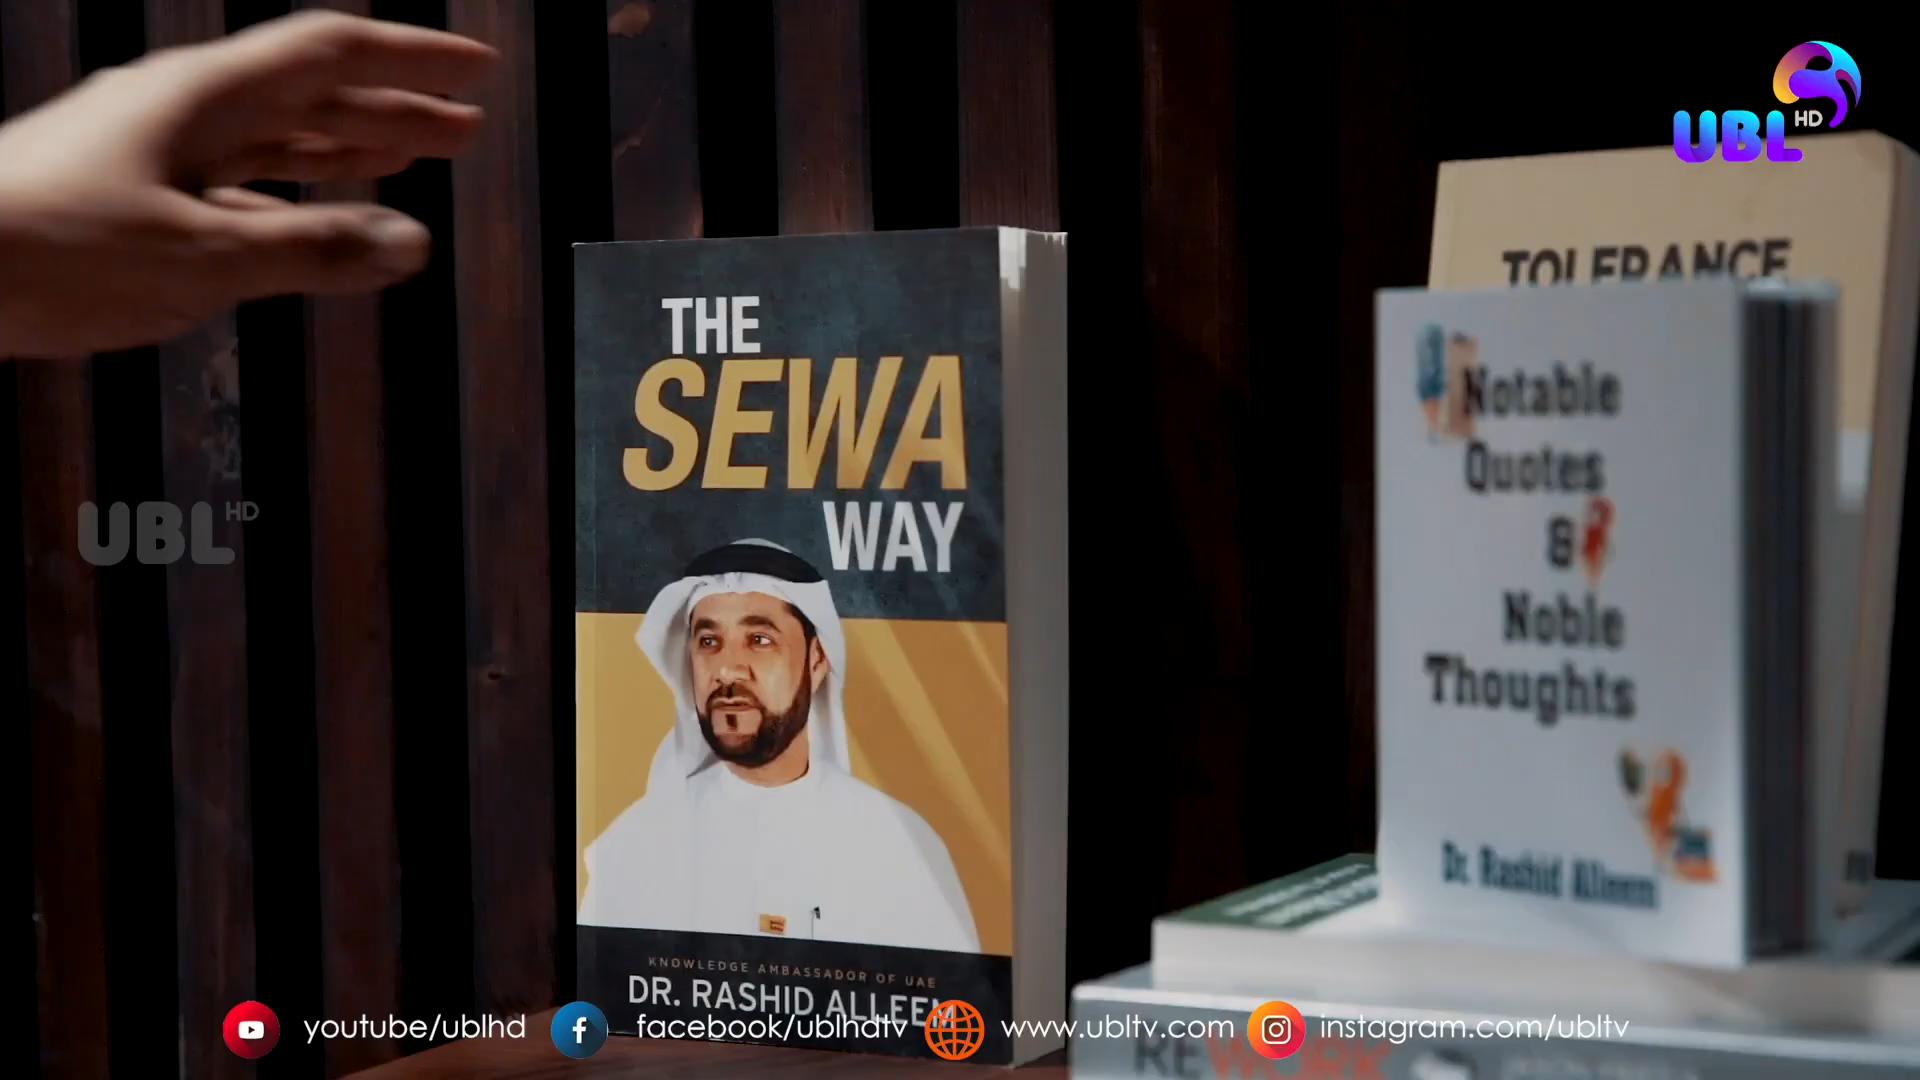 UBL HD
TOLERANCE
THE
SEWA
WAY
Notable
Quotes
&
Noble
Thoughts
Dr. Rashid Alleem
UBL HD
KNOWLEDGE AMBASSADOR OF UAE
DR. RASHID ALLEEM
youtube/ublhd
facebook/ublhdtv
www.ubltv.com
instagram.com/ubltv
REWORK